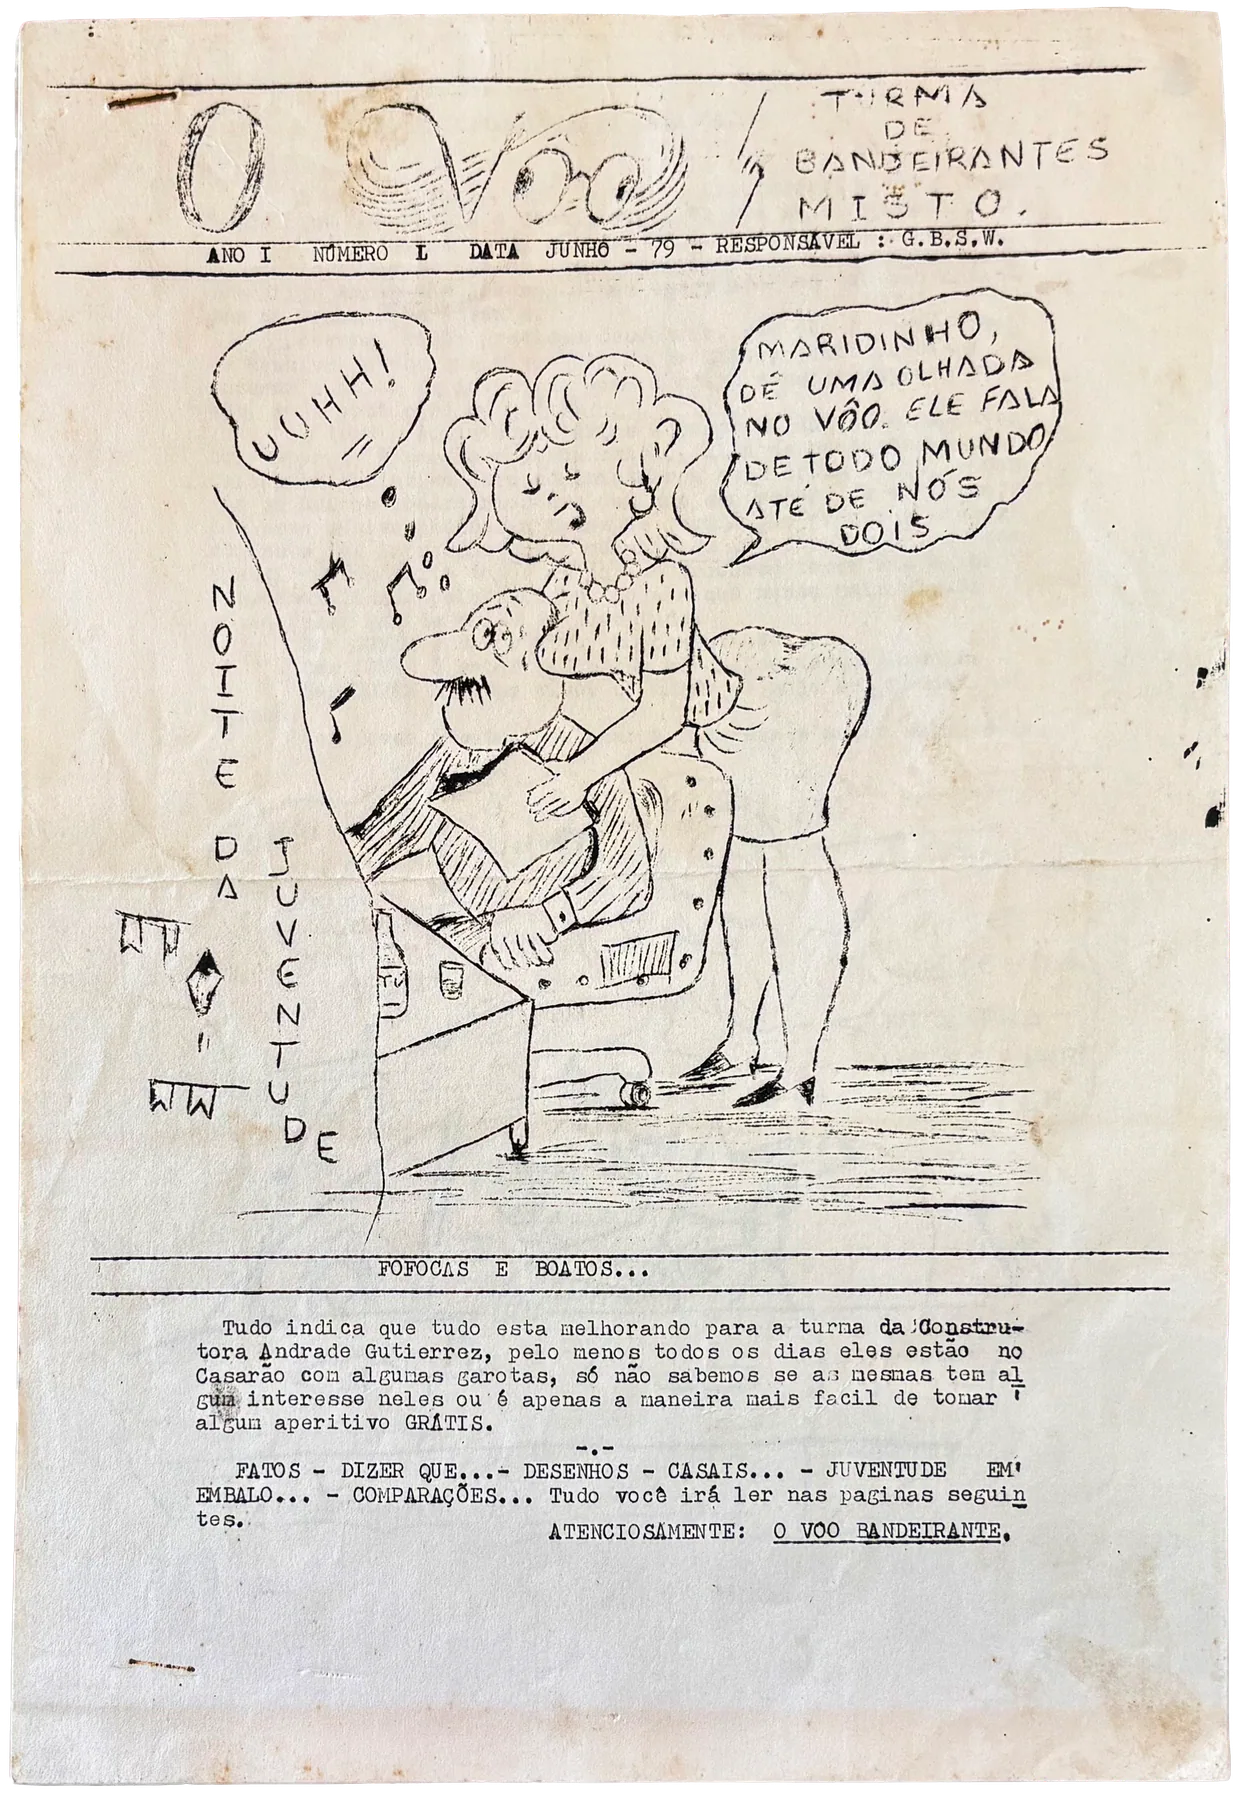 O VOO / TURMA
DE
BANDEIRANTES
MISTO.
ANO I NÚMERO L DATA JUNHO - 79 - RESPONSÁVEL : G.B.S.W.
UUHH!
MARIDINHO,
DÊ UMA OLHADA
NO VÔO. ELE FALA
DE TODO MUNDO
ATÉ DE NÓS
DOIS
NOITE DA
JUVENTUDE
FOFOCAS E BOATOS...
Tudo indica que tudo esta melhorando para a turma da Constru-
tora Andrade Gutierrez, pelo menos todos os dias eles estão no
Casarão com algumas garotas, só não sabemos se as mesmas tem al
gum interesse neles ou é apenas a maneira mais facil de tomar '
algum aperitivo GRÁTIS.
-.-
FATOS - DIZER QUE...- DESENHOS - CASAIS... - JUVENTUDE EM'
EMBALO... - COMPARAÇÕES... Tudo você irá ler nas paginas seguin
tes.
ATENCIOSAMENTE: O VOO BANDEIRANTE.